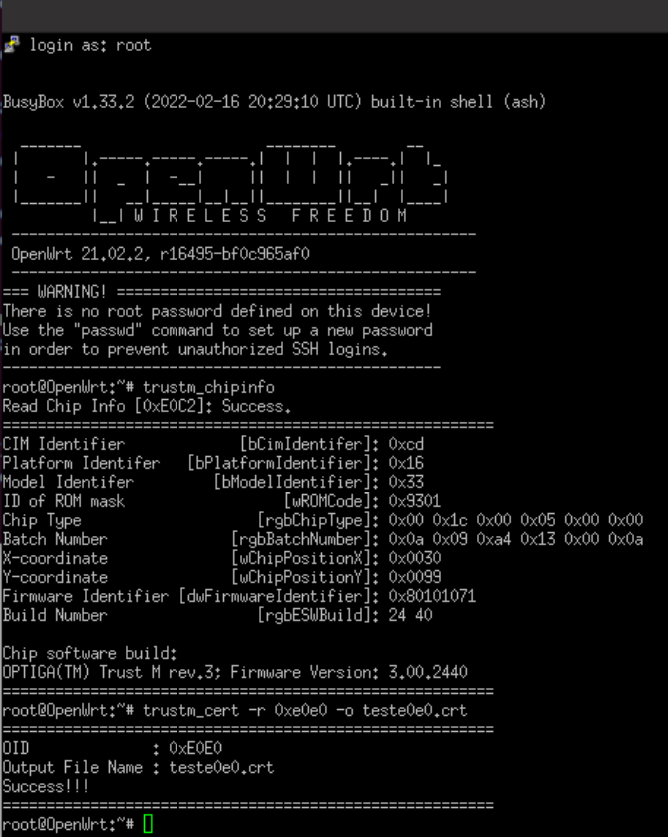 login as: root
BusyBox v1.33.2 (2022-02-16 20:29:10 UTC) built-in shell (ash)
OpenWrt
W I R E L E S S   F R E E D O M
-----------------------------------------------------
OpenWrt 21.02.2, r16495-bf0c965af0
-----------------------------------------------------
=== WARNING! =====================================
There is no root password defined on this device!
Use the "passwd" command to set up a new password
in order to prevent unauthorized SSH logins.
--------------------------------------------------
root@OpenWrt:~# trustm_chipinfo
Read Chip Info [0xE0C2]: Success.
========================================================
CIM Identifier             [bCimIdentifer]: 0xcd
Platform Identifer   [bPlatformIdentifier]: 0x16
Model Identifer         [bModelIdentifier]: 0x33
ID of ROM mask                  [wROMCode]: 0x9301
Chip Type                    [rgbChipType]: 0x00 0x1c 0x00 0x05 0x00 0x00
Batch Number              [rgbBatchNumber]: 0x0a 0x09 0xa4 0x13 0x00 0x0a
X-coordinate              [wChipPositionX]: 0x0030
Y-coordinate              [wChipPositionY]: 0x0099
Firmware Identifier [dwFirmwareIdentifier]: 0x80101071
Build Number                 [rgbESWBuild]: 24 40
Chip software build:
OPTIGA(TM) Trust M rev.3; Firmware Version: 3.00.2440
========================================================
root@OpenWrt:~# trustm_cert -r 0xe0e0 -o teste0e0.crt
========================================================
OID              : 0xE0E0
Output File Name : teste0e0.crt
Success!!!
========================================================
root@OpenWrt:~#